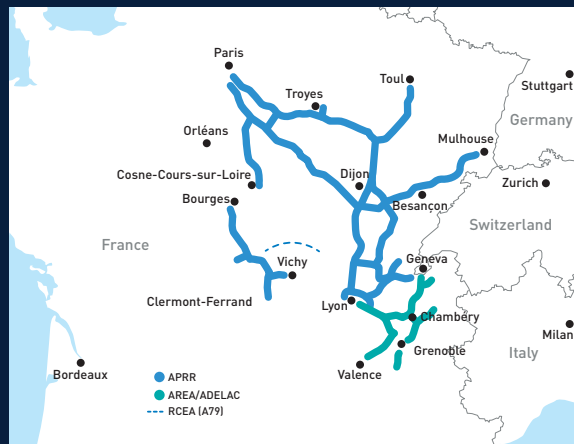 Paris
Troyes
Toul
Stuttgart
Germany
Orléans
Mulhouse
Cosne-Cours-sur-Loire
Dijon
Zurich
Bourges
Besançon
Switzerland
France
Vichy
Geneva
Clermont-Ferrand
Lyon
Chambéry
Milan
Grenoble
Italy
Bordeaux
Valence
APRR
AREA/ADELAC
RCEA (A79)